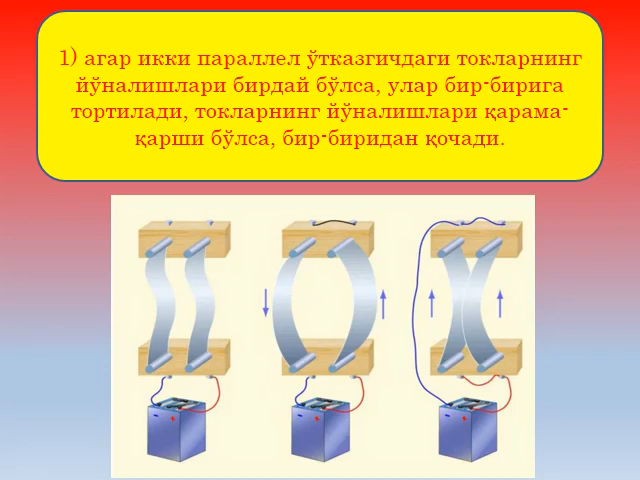 1) агар икки параллел ўтказгичдаги токларнинг
йўналишлари бирдай бўлса, улар бир-бирига
тортилади, токларнинг йўналишлари қарама-
қарши бўлса, бир-биридан қочади.